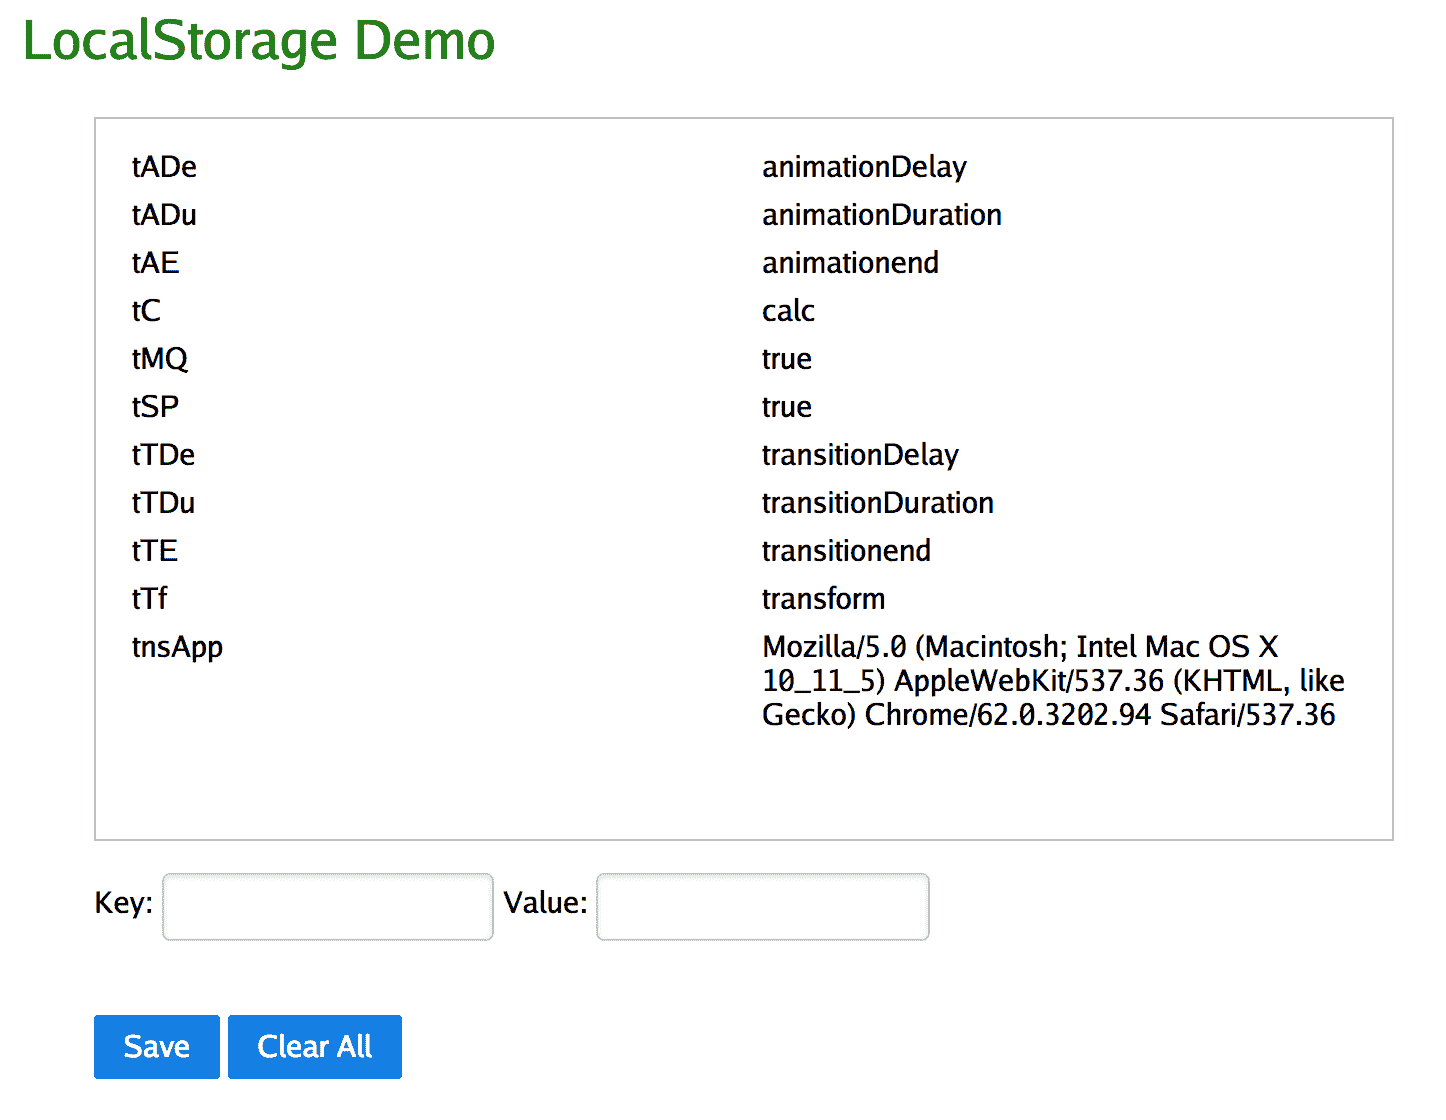 LocalStorage Demo
tADe animationDelay
tADu animationDuration
tAE animationend
tC calc
tMQ true
tSP true
tTDe transitionDelay
tTDu transitionDuration
tTE transitionend
tTf transform
tnsApp Mozilla/5.0 (Macintosh; Intel Mac OS X
10_11_5) AppleWebKit/537.36 (KHTML, like
Gecko) Chrome/62.0.3202.94 Safari/537.36
Key: Value:
Save Clear All